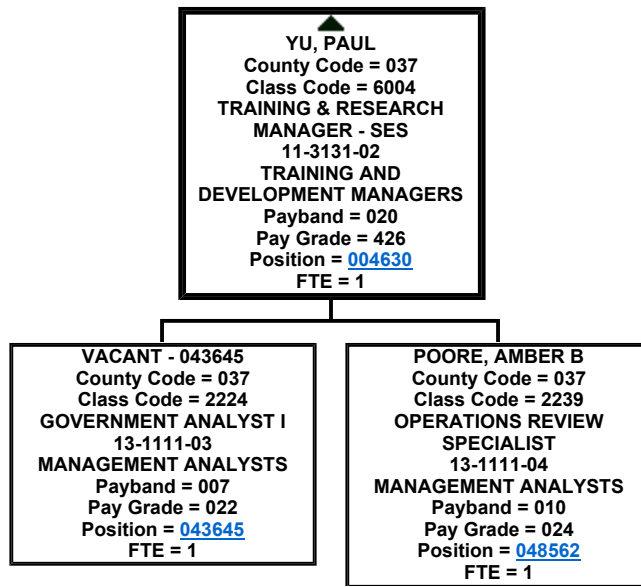 YU, PAUL
County Code = 037
Class Code = 6004
TRAINING & RESEARCH
MANAGER - SES
11-3131-02
TRAINING AND
DEVELOPMENT MANAGERS
Payband = 020
Pay Grade = 426
Position = 004630
FTE = 1
VACANT - 043645
County Code = 037
Class Code = 2224
GOVERNMENT ANALYST I
13-1111-03
MANAGEMENT ANALYSTS
Payband = 007
Pay Grade = 022
Position = 043645
FTE = 1
POORE, AMBER B
County Code = 037
Class Code = 2239
OPERATIONS REVIEW
SPECIALIST
13-1111-04
MANAGEMENT ANALYSTS
Payband = 010
Pay Grade = 024
Position = 048562
FTE = 1